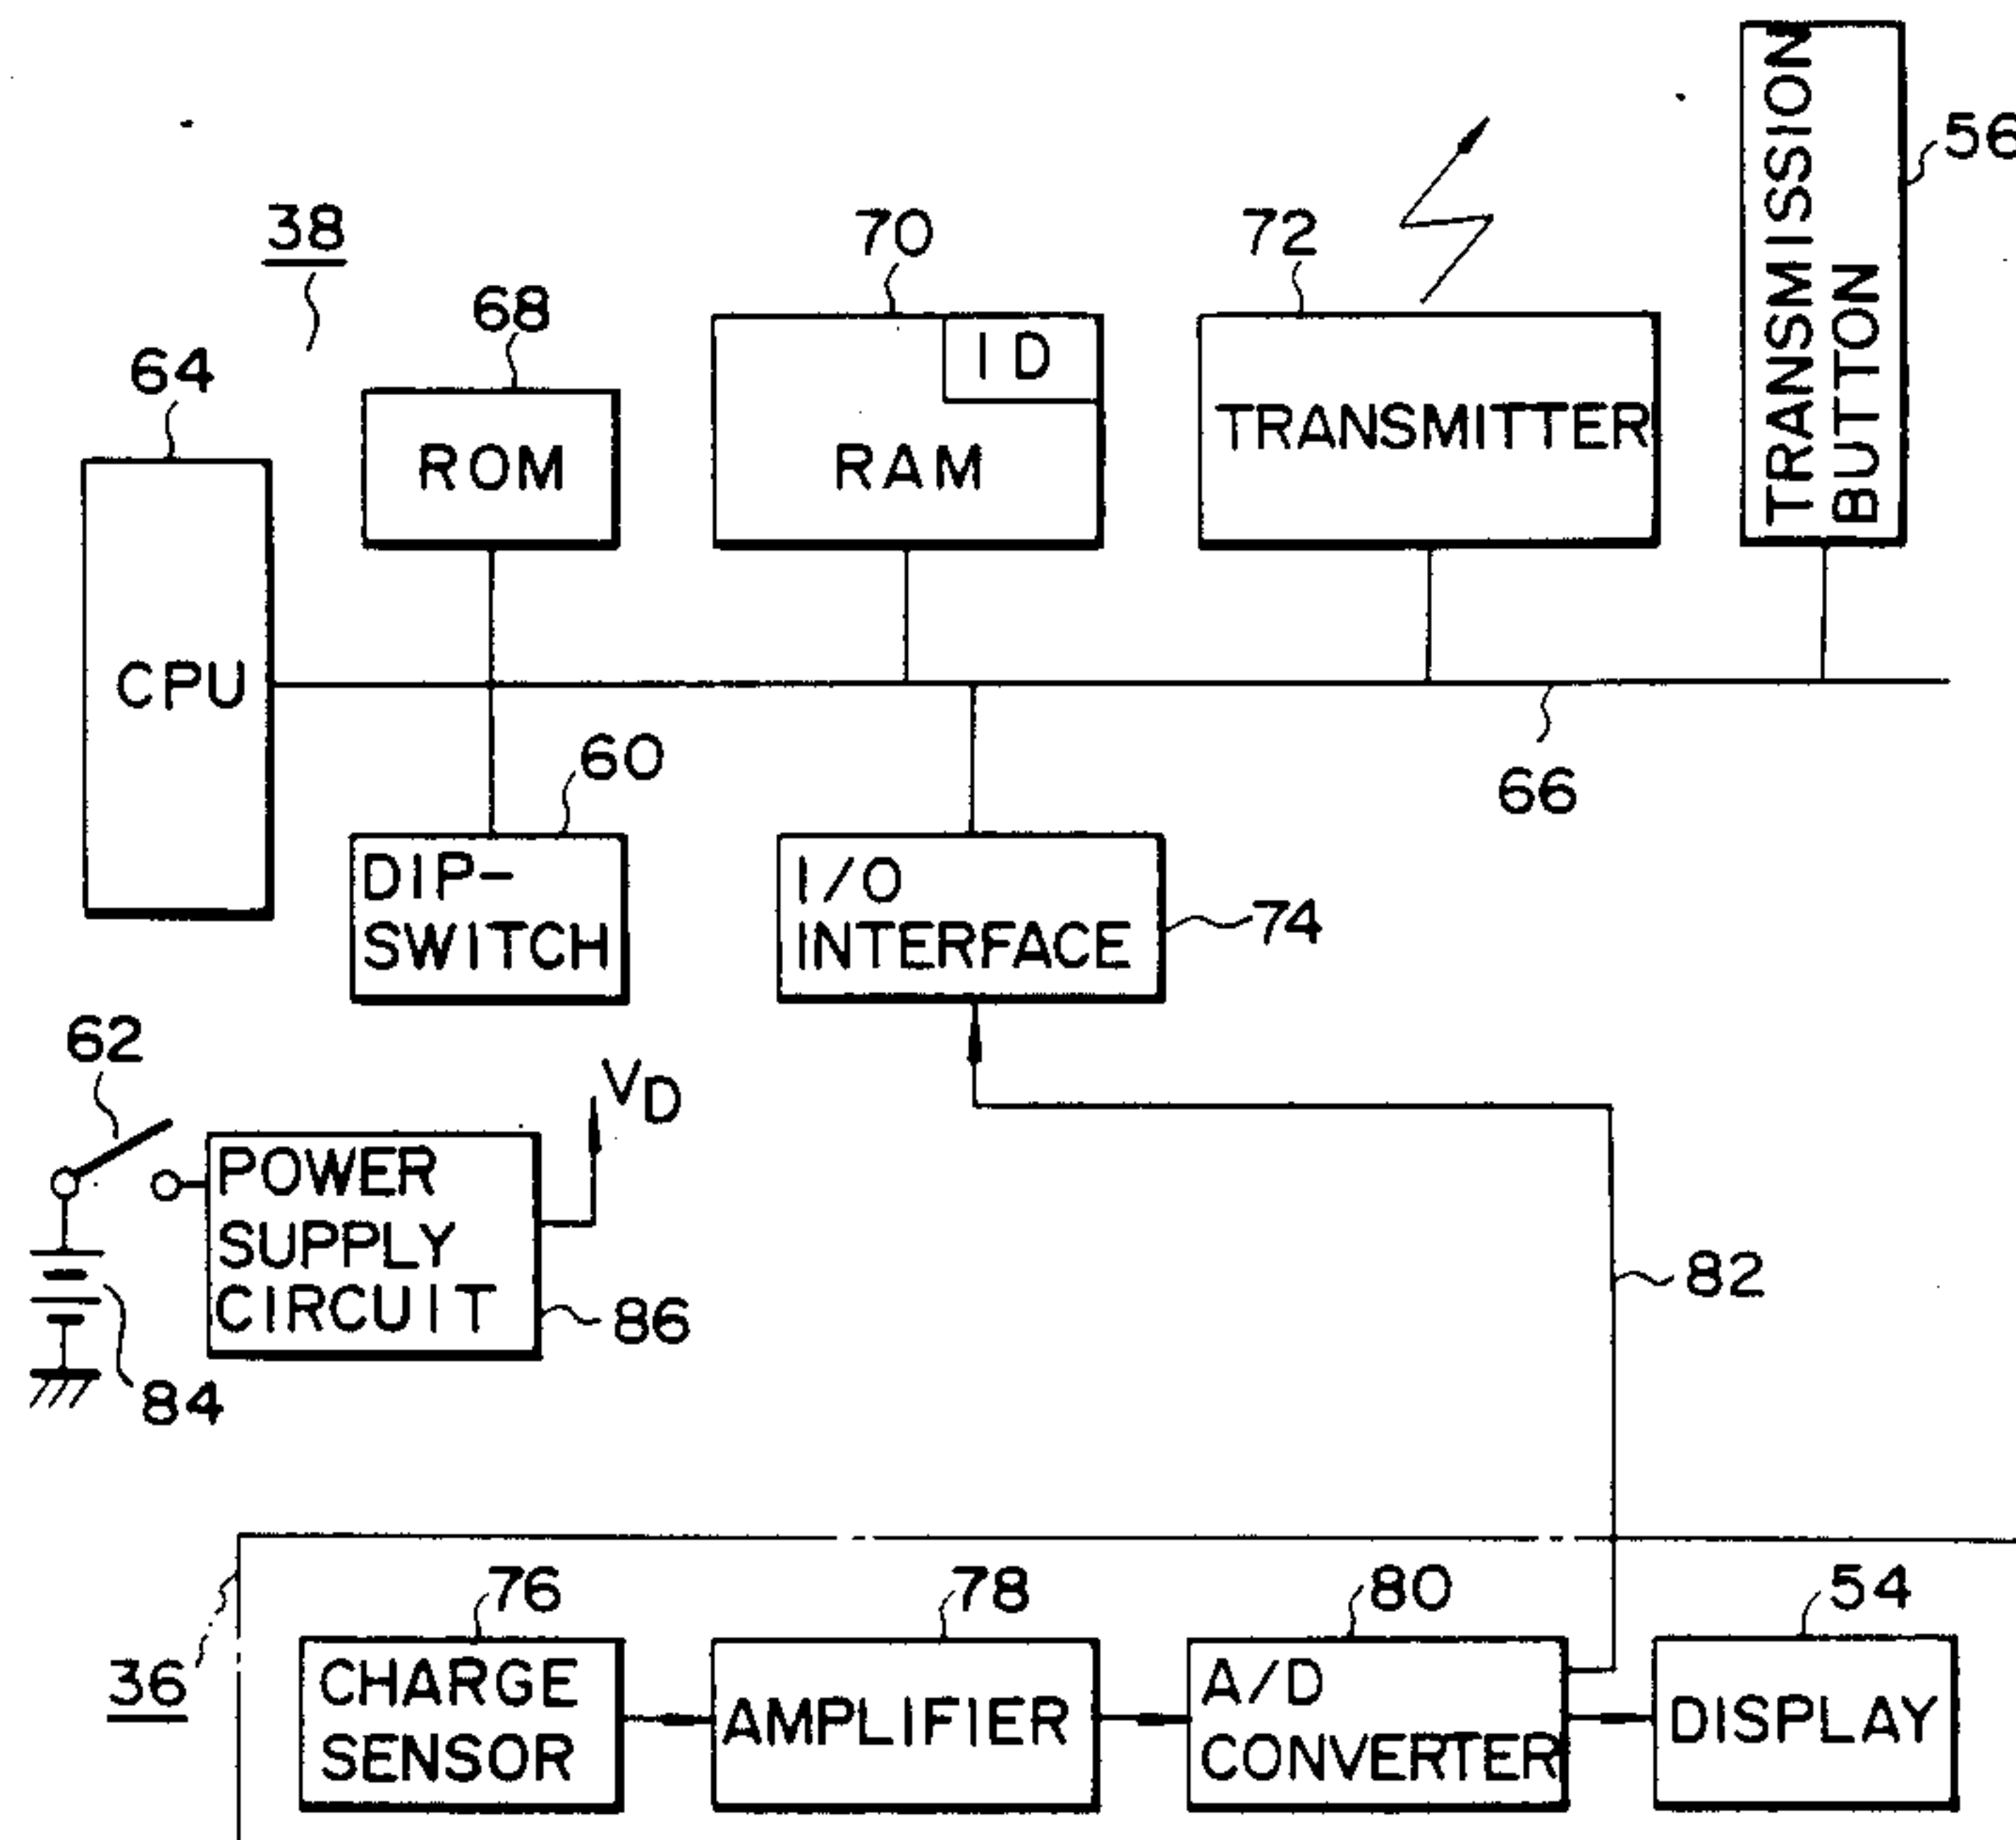 TRANSMISSION
BUTTON
56
38
70
72
68
ID
64
TRANSMITTER
ROM
RAM
CPU
60
66
DIP-
SWITCH
I/O
INTERFACE
74
62
VD
POWER
SUPPLY
CIRCUIT
86
82
84
76
78
80
54
36
CHARGE
SENSOR
AMPLIFIER
A/D
CONVERTER
DISPLAY